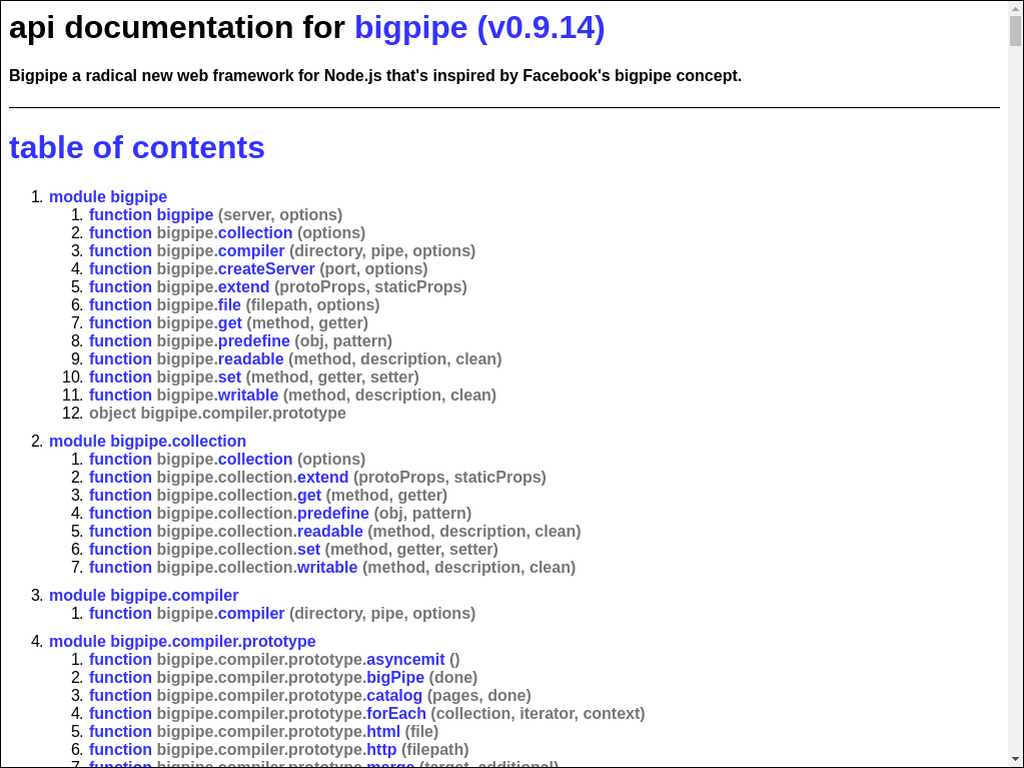 api documentation for bigpipe (v0.9.14)
Bigpipe a radical new web framework for Node.js that's inspired by Facebook's bigpipe concept.
table of contents
1. module bigpipe
1. function bigpipe (server, options)
2. function bigpipe.collection (options)
3. function bigpipe.compiler (directory, pipe, options)
4. function bigpipe.createServer (port, options)
5. function bigpipe.extend (protoProps, staticProps)
6. function bigpipe.file (filepath, options)
7. function bigpipe.get (method, getter)
8. function bigpipe.predefine (obj, pattern)
9. function bigpipe.readable (method, description, clean)
10. function bigpipe.set (method, getter, setter)
11. function bigpipe.writable (method, description, clean)
12. object bigpipe.compiler.prototype
2. module bigpipe.collection
1. function bigpipe.collection (options)
2. function bigpipe.collection.extend (protoProps, staticProps)
3. function bigpipe.collection.get (method, getter)
4. function bigpipe.collection.predefine (obj, pattern)
5. function bigpipe.collection.readable (method, description, clean)
6. function bigpipe.collection.set (method, getter, setter)
7. function bigpipe.collection.writable (method, description, clean)
3. module bigpipe.compiler
1. function bigpipe.compiler (directory, pipe, options)
4. module bigpipe.compiler.prototype
1. function bigpipe.compiler.prototype.asyncemit ()
2. function bigpipe.compiler.prototype.bigPipe (done)
3. function bigpipe.compiler.prototype.catalog (pages, done)
4. function bigpipe.compiler.prototype.forEach (collection, iterator, context)
5. function bigpipe.compiler.prototype.html (file)
6. function bigpipe.compiler.prototype.http (filepath)
7. function bigpipe.compiler.prototype.merge (target, additional)